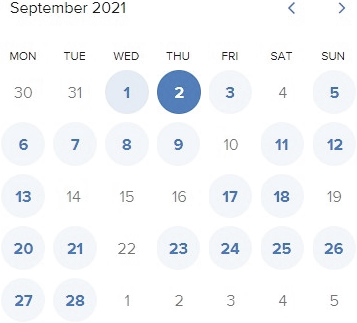 September 2021
MON TUE WED THU FRI SAT SUN
30 31 1 2 3 4 5
6 7 8 9 10 11 12
13 14 15 16 17 18 19
20 21 22 23 24 25 26
27 28 1 2 3 4 5